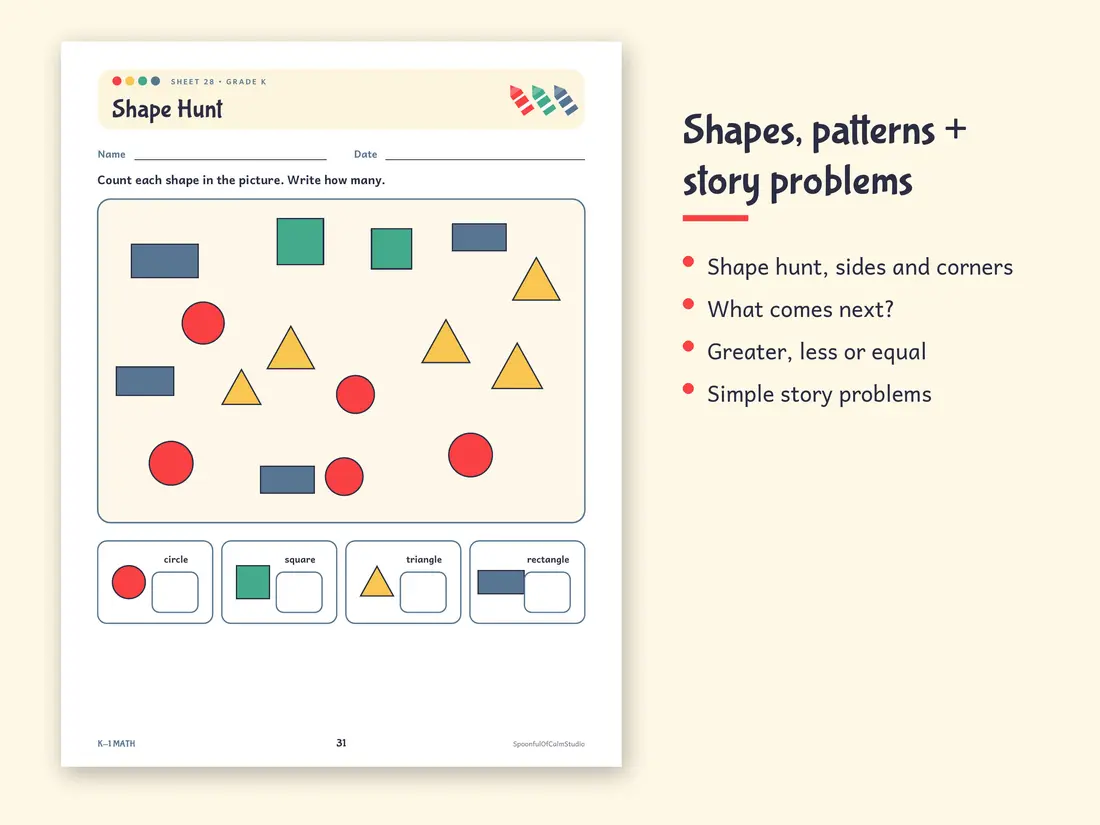 SHEET 28 • GRADE K
Shape Hunt
Name
Date
Count each shape in the picture. Write how many.
circle
square
triangle
rectangle
K–1 MATH
31
SpoonfulOfCalmStudio
Shapes, patterns +
story problems
Shape hunt, sides and corners
What comes next?
Greater, less or equal
Simple story problems